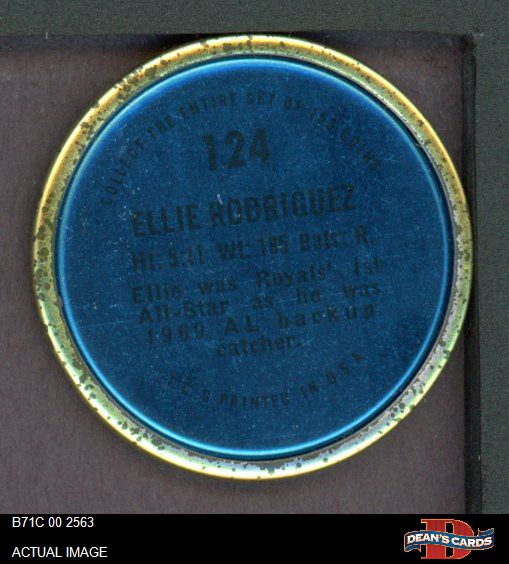 COLLECT THE ENTIRE SET OF 153 COINS
124
ELLIE RODRIGUEZ
Ht: 5:11 Wt: 185 Bats: R.
Ellie was Royals' 1st
All-Star as he was
1969 AL backup
catcher.
T.C.G. PRINTED IN U.S.A.
B71C 00 2563
ACTUAL IMAGE
D
DEAN'S CARDS